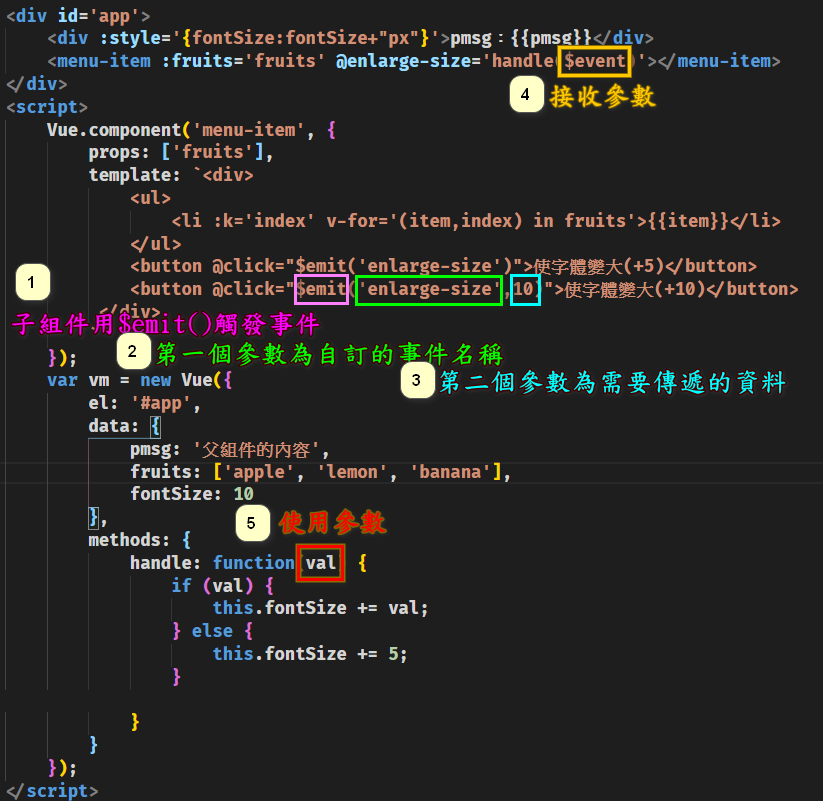 <div id='app'>
<div :style='{fontSize:fontSize+"px"}'>pmsg：{{pmsg}}</div>
<menu-item :fruits='fruits' @enlarge-size='handle($event)'></menu-item>
</div>
4 接收參數
<script>
Vue.component('menu-item', {
props: ['fruits'],
template: `<div>
<ul>
<li :k='index' v-for='(item,index) in fruits'>{{item}}</li>
</ul>
<button @click="$emit('enlarge-size')">使字體變大(+5)</button>
<button @click="$emit('enlarge-size',10)">使字體變大(+10)</button>
</div>
1
子組件用$emit()觸發事件
});
2 第一個參數為自訂的事件名稱
var vm = new Vue({
3 第二個參數為需要傳遞的資料
el: '#app',
data: {
pmsg: '父組件的內容',
fruits: ['apple', 'lemon', 'banana'],
fontSize: 10
},
5 使用參數
methods: {
handle: function(val) {
if (val) {
this.fontSize += val;
} else {
this.fontSize += 5;
}
}
}
});
</script>